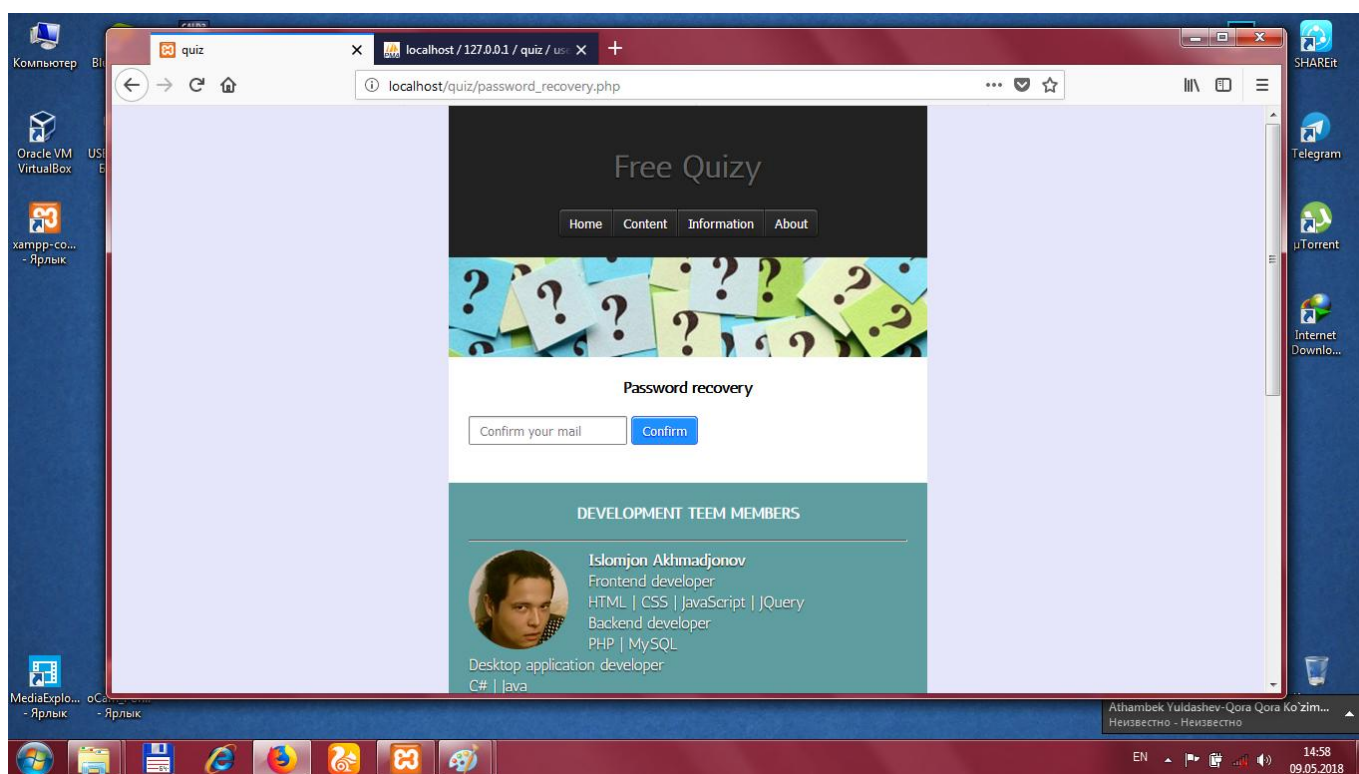 Компьютер
Oracle VM
VirtualBox
xampp-co...
- Ярлык
MediaExplo...
- Ярлык
- Ярлык
quiz
localhost / 127.0.0.1 / quiz / use
localhost/quiz/password_recovery.php
Free Quizy
Home Content Information About
? ? ? ? ? ? ? ? ? ?
Password recovery
Confirm your mail Confirm
DEVELOPMENT TEEM MEMBERS
Islomjon Akhmadjonov
Frontend developer
HTML | CSS | JavaScript | JQuery
Backend developer
PHP | MySQL
Desktop application developer
C# | Java
SHAREit
Telegram
µTorrent
Internet
Downlo...
Athambek Yuldashev-Qora Qora Ko`zim...
Неизвестно - Неизвестно
EN
14:58
09.05.2018